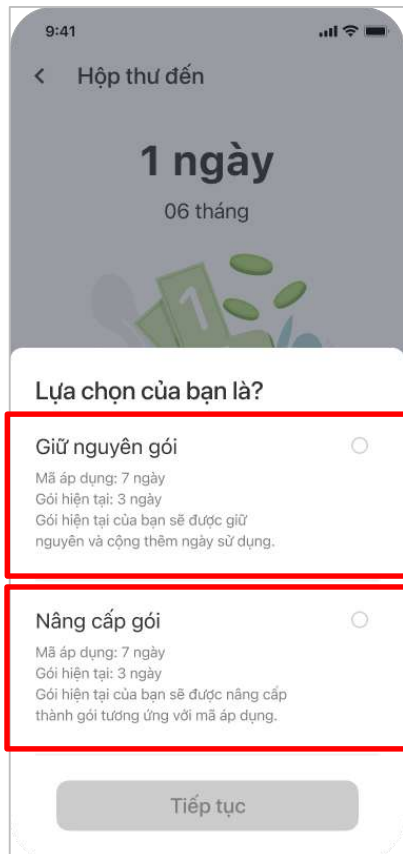 9:41
Hộp thư đến
1 ngày
06 tháng
1
Lựa chọn của bạn là?
Giữ nguyên gói
Mã áp dụng: 7 ngày
Gói hiện tại: 3 ngày
Gói hiện tại của bạn sẽ được giữ
nguyên và cộng thêm ngày sử dụng.
Nâng cấp gói
Mã áp dụng: 7 ngày
Gói hiện tại: 3 ngày
Gói hiện tại của bạn sẽ được nâng cấp
thành gói tương ứng với mã áp dụng.
Tiếp tục